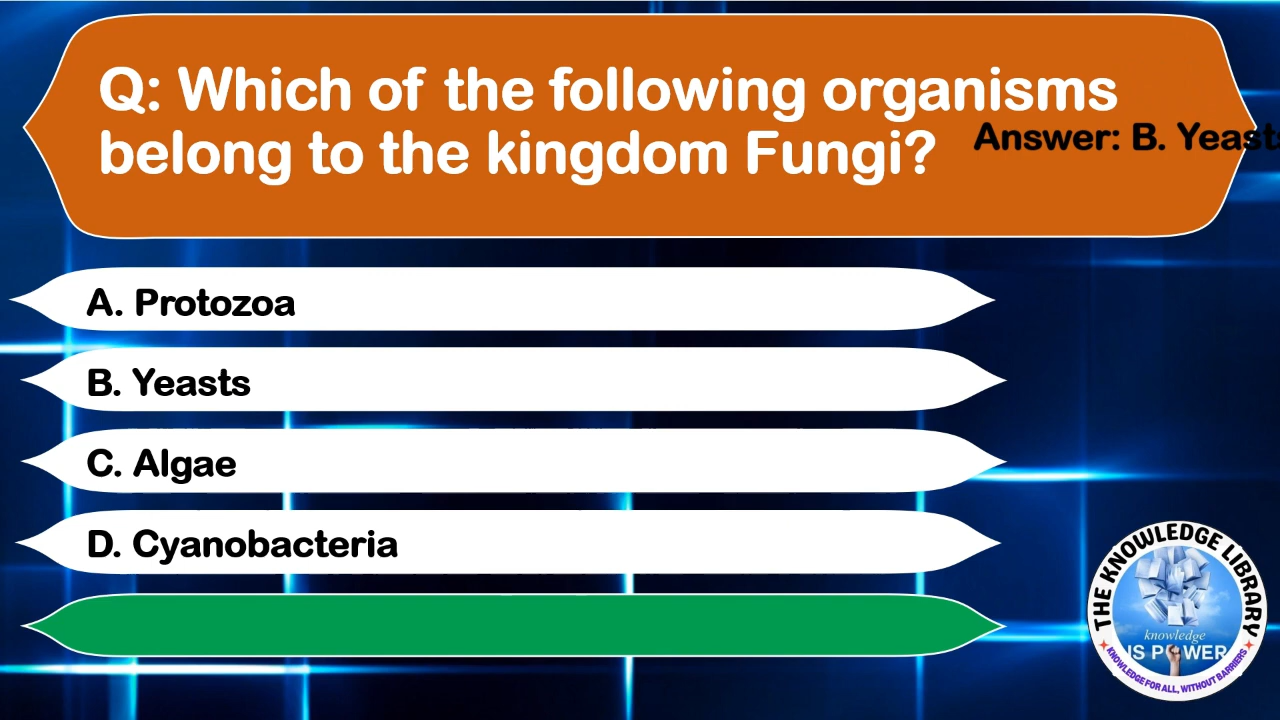 Q: Which of the following organisms
belong to the kingdom Fungi?
Answer: B. Yeast
A. Protozoa
B. Yeasts
C. Algae
D. Cyanobacteria
THE KNOWLEDGE LIBRARY
knowledge
IS POWER
KNOWLEDGE FOR ALL, WITHOUT BARRIERS